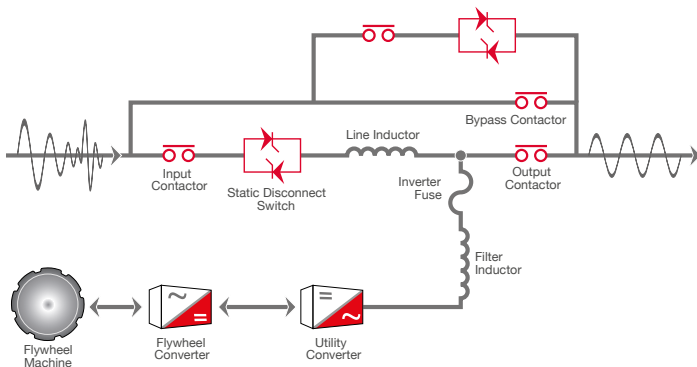 Bypass Contactor
Line Inductor
Input
Contactor
Static Disconnect
Switch
Inverter
Fuse
Output
Contactor
Filter
Inductor
Flywheel
Machine
Flywheel
Converter
Utility
Converter